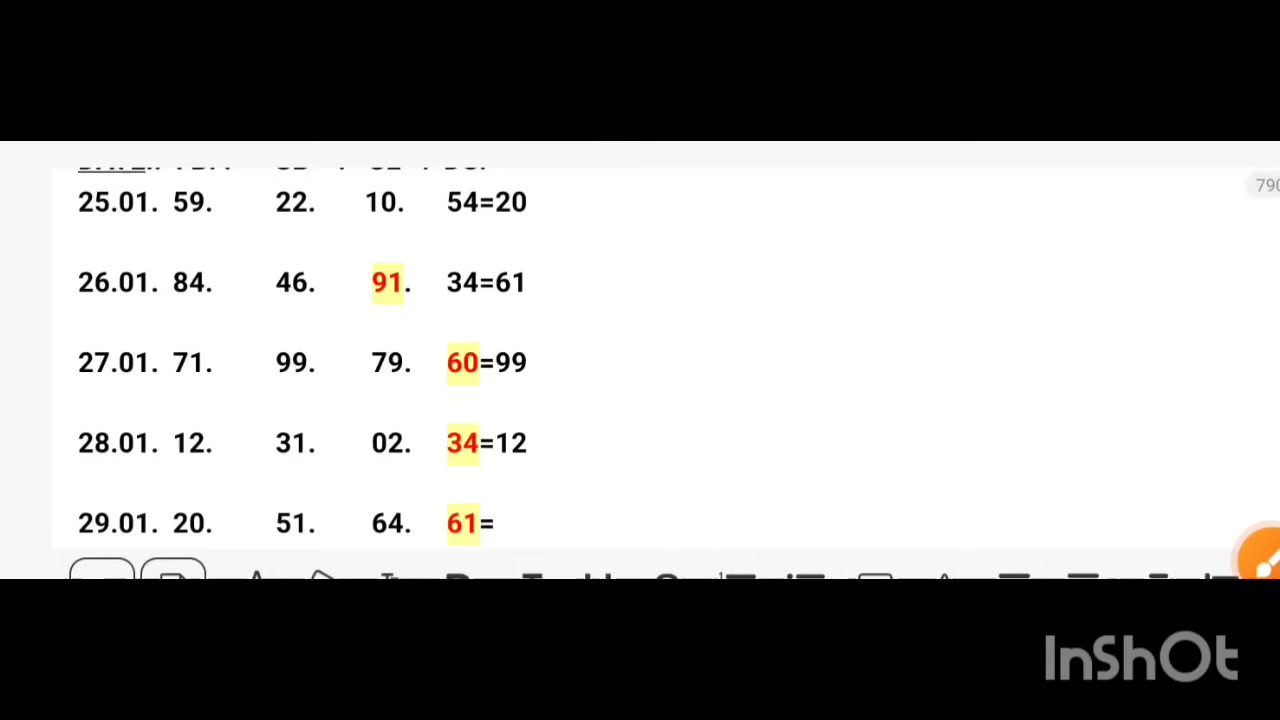 25.01. 59. 22. 10. 54=20
790
26.01. 84. 46. 91. 34=61
27.01. 71. 99. 79. 60=99
28.01. 12. 31. 02. 34=12
29.01. 20. 51. 64. 61=
InShOt